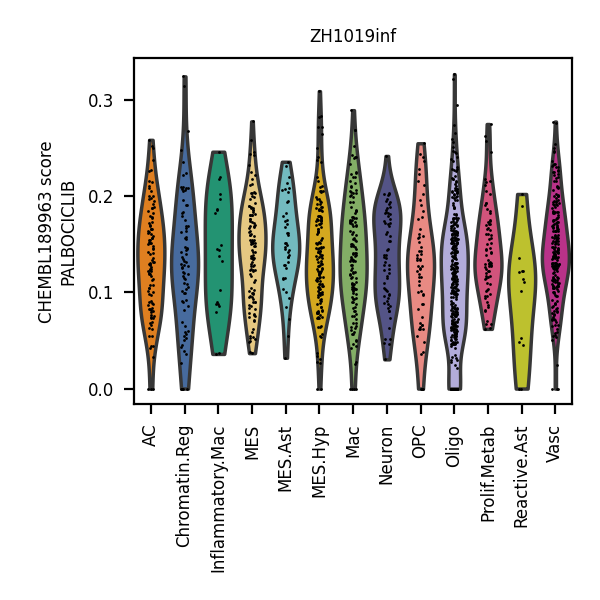 ZH1019inf
CHEMBL189963 score
PALBOCICLIB
0.3
0.2
0.1
0.0
AC
Chromatin.Reg
Inflammatory.Mac
MES
MES.Ast
MES.Hyp
Mac
Neuron
OPC
Oligo
Prolif.Metab
Reactive.Ast
Vasc